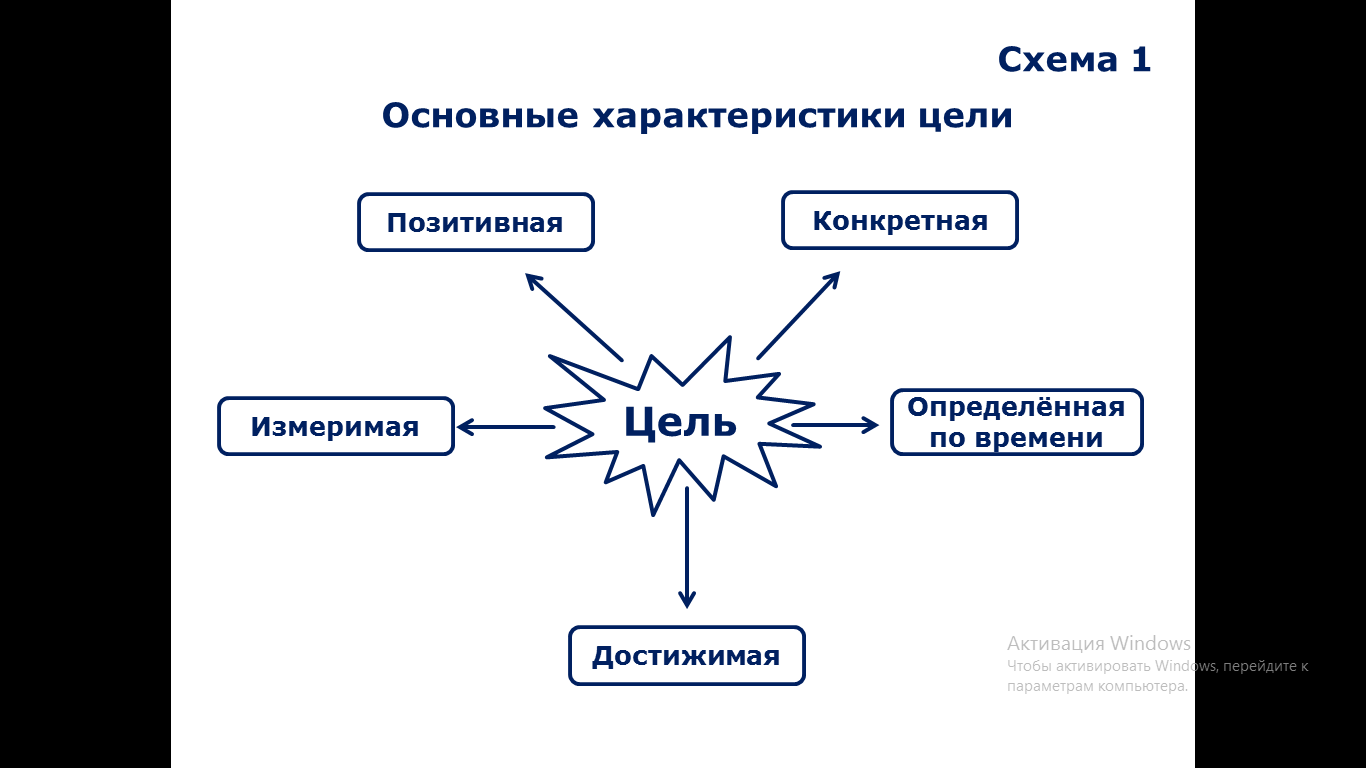 Схема 1
Основные характеристики цели
Позитивная
Конкретная
Измеримая
Цель
Определённая
по времени
Достижимая
Активация Windows
Чтобы активировать Windows, перейдите к
параметрам компьютера.